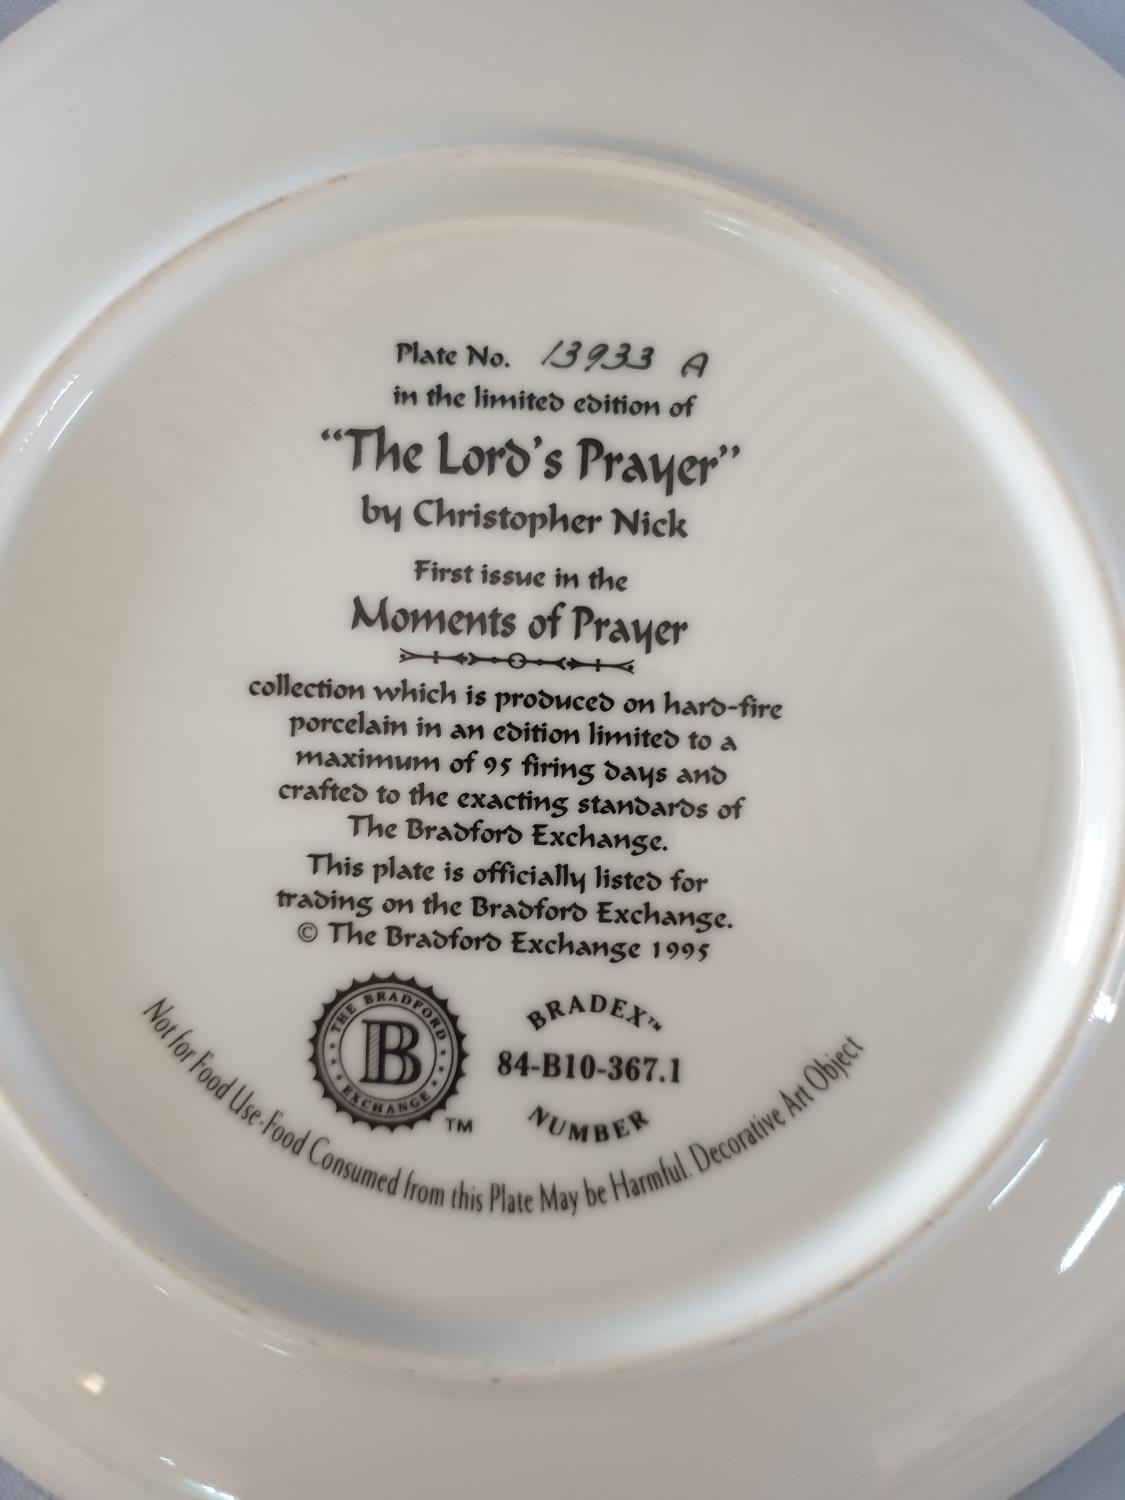 Plate No. 13933 A
in the limited edition of
“The Lord’s Prayer”
by Christopher Nick
First issue in the
Moments of Prayer
collection which is produced on hard-fire
porcelain in an edition limited to a
maximum of 95 firing days and
crafted to the exacting standards of
The Bradford Exchange.
This plate is officially listed for
trading on the Bradford Exchange.
© The Bradford Exchange 1995
THE BRADFORD
B
EXCHANGE
TM
BRADEX™
84-B10-367.1
NUMBER
Not for Food Use·Food Consumed from this Plate May be Harmful. Decorative Art Object